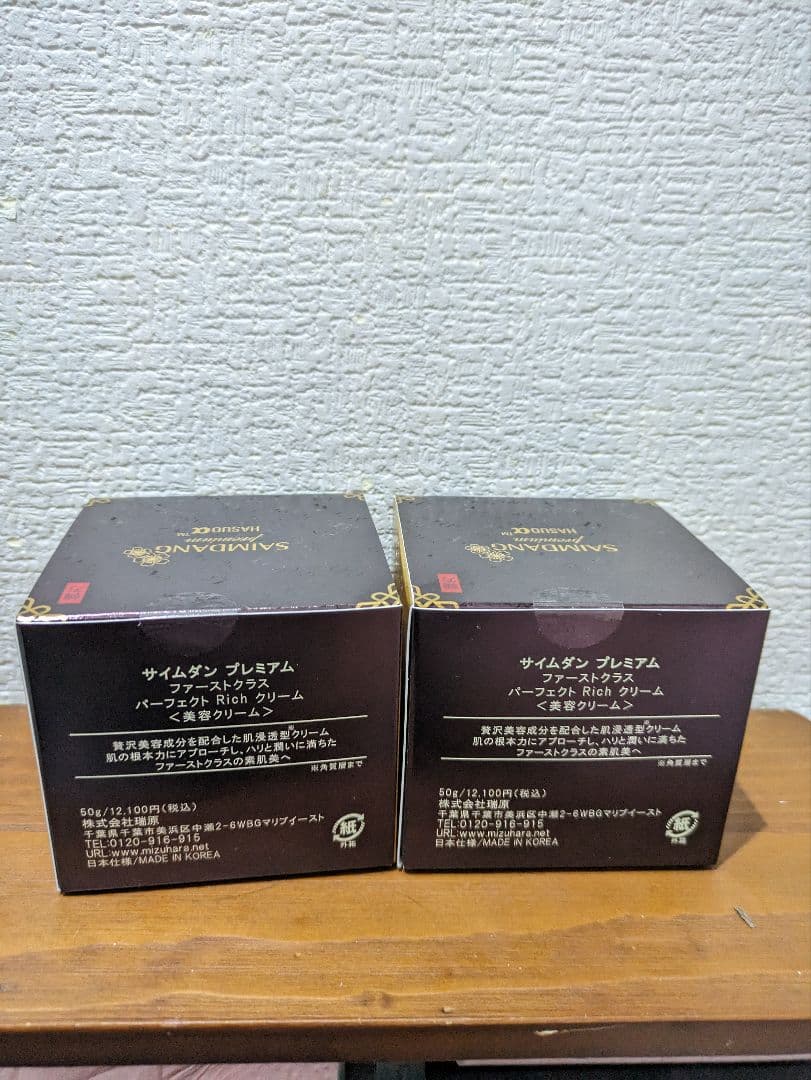 SAIMDANG
premium
HASUOα™
サイムダン プレミアム
ファーストクラス
パーフェクト Rich クリーム
＜美容クリーム＞
贅沢美容成分を配合した肌浸透型※クリーム
肌の根本力にアプローチし、ハリと潤いに満ちた
ファーストクラスの素肌美へ
※角質層まで
50g/12,100円(税込)
株式会社瑞原
千葉県千葉市美浜区中瀬2-6WBGマリブイースト
TEL:0120-916-915
URL:www.mizuhara.net
日本仕様/MADE IN KOREA
紙
外箱
SAIMDANG
premium
HASUOα™
サイムダン プレミアム
ファーストクラス
パーフェクト Rich クリーム
＜美容クリーム＞
贅沢美容成分を配合した肌浸透型※クリーム
肌の根本力にアプローチし、ハリと潤いに満ちた
ファーストクラスの素肌美へ
※角質層まで
50g/12,100円(税込)
株式会社瑞原
千葉県千葉市美浜区中瀬2-6WBGマリブイースト
TEL:0120-916-915
URL:www.mizuhara.net
日本仕様/MADE IN KOREA
紙
外箱